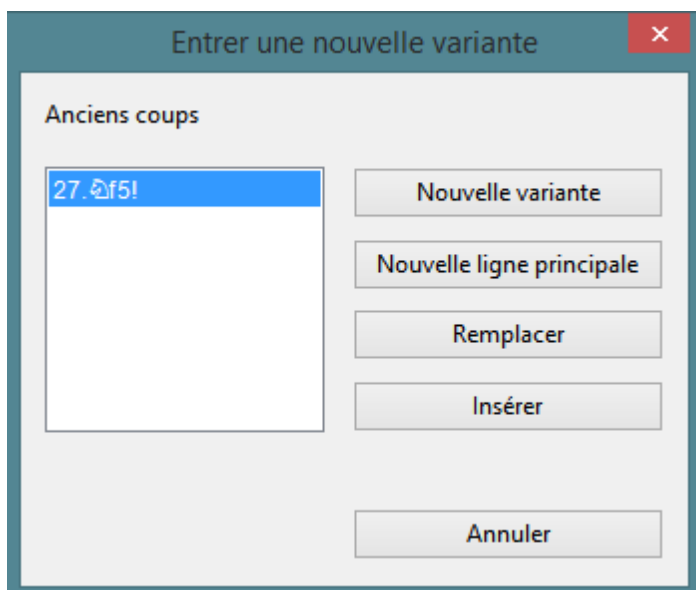 Entrer une nouvelle variante
Anciens coups
27.♘f5!
Nouvelle variante
Nouvelle ligne principale
Remplacer
Insérer
Annuler